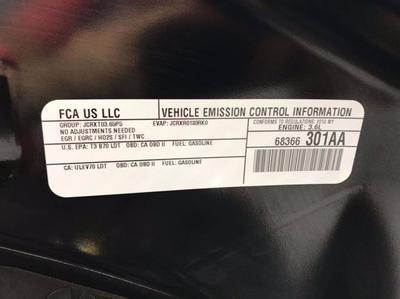 FCA US LLC
VEHICLE EMISSION CONTROL INFORMATION
GROUP: JCRXT03.65P5 EVAP: JCRXR0180RK0
CONFORMS TO REGULATIONS: 2018 MY
NO ADJUSTMENTS NEEDED
ENGINE: 3.6L
EGR / EGRC / HO2S / SFI / TWC
U.S. EPA: T3 B70 LDT OBD: CA OBD II FUEL: GASOLINE
68366 301AA
CA: ULEV70 LDT OBD: CA OBD II FUEL: GASOLINE